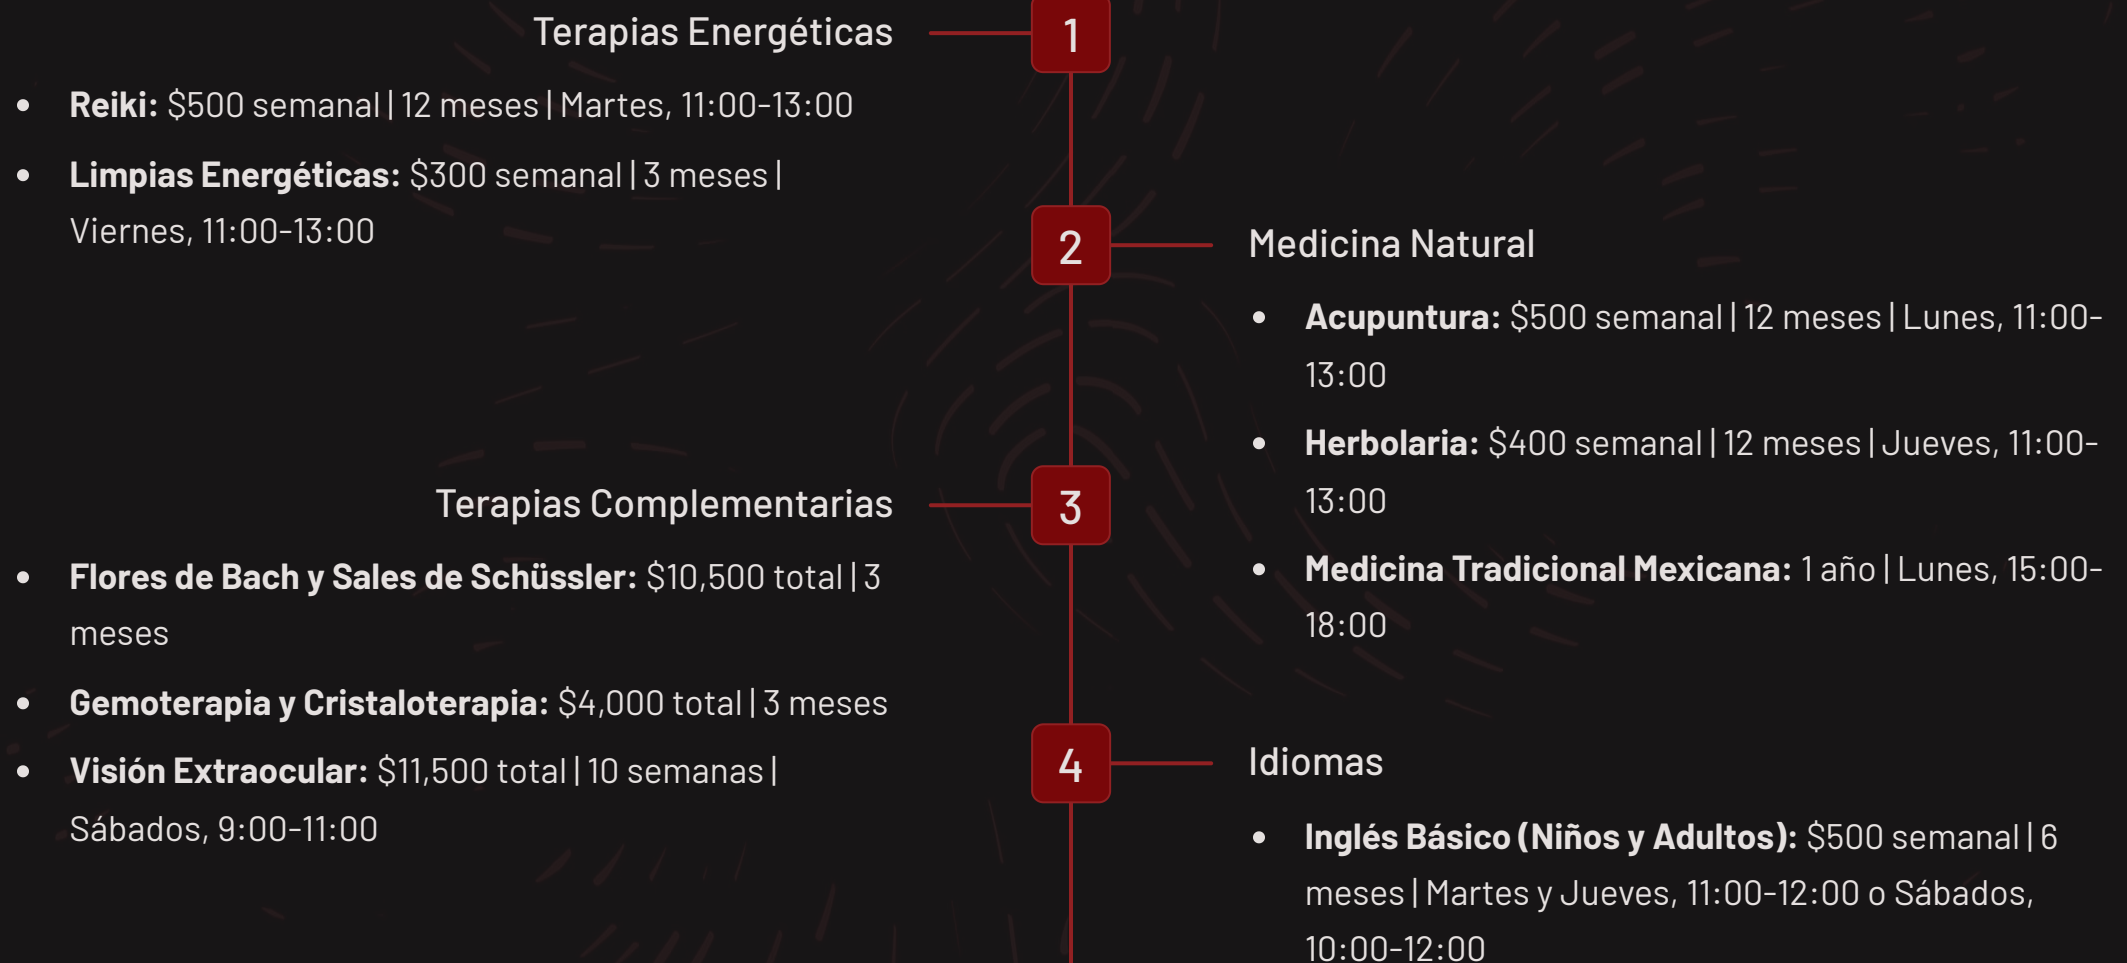 Terapias Energéticas
1
• Reiki: $500 semanal | 12 meses | Martes, 11:00-13:00
• Limpias Energéticas: $300 semanal | 3 meses |
Viernes, 11:00-13:00
2
Medicina Natural
• Acupuntura: $500 semanal | 12 meses | Lunes, 11:00-
13:00
• Herbolaria: $400 semanal | 12 meses | Jueves, 11:00-
13:00
• Medicina Tradicional Mexicana: 1 año | Lunes, 15:00-
18:00
Terapias Complementarias
3
• Flores de Bach y Sales de Schüssler: $10,500 total | 3
meses
• Gemoterapia y Cristaloterapia: $4,000 total | 3 meses
• Visión Extraocular: $11,500 total | 10 semanas |
Sábados, 9:00-11:00
4
Idiomas
• Inglés Básico (Niños y Adultos): $500 semanal | 6
meses | Martes y Jueves, 11:00-12:00 o Sábados,
10:00-12:00